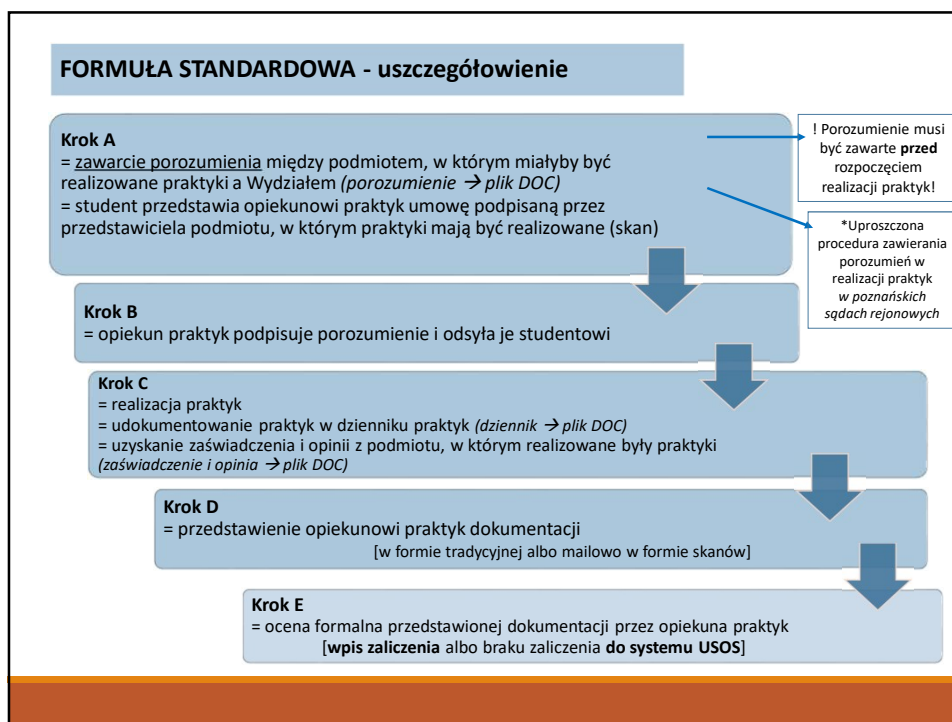 FORMUŁA STANDARDOWA - uszczegółowienie
Krok A
= zawarcie porozumienia między podmiotem, w którym miałyby być
realizowane praktyki a Wydziałem (porozumienie → plik DOC)
= student przedstawia opiekunowi praktyk umowę podpisaną przez
przedstawiciela podmiotu, w którym praktyki mają być realizowane (skan)
! Porozumienie musi
być zawarte przed
rozpoczęciem
realizacji praktyk!
*Uproszczona
procedura zawierania
porozumień w
realizacji praktyk
w poznańskich
sądach rejonowych
Krok B
= opiekun praktyk podpisuje porozumienie i odsyła je studentowi
Krok C
= realizacja praktyk
= udokumentowanie praktyk w dzienniku praktyk (dziennik → plik DOC)
= uzyskanie zaświadczenia i opinii z podmiotu, w którym realizowane były praktyki
(zaświadczenie i opinia → plik DOC)
Krok D
= przedstawienie opiekunowi praktyk dokumentacji
[w formie tradycyjnej albo mailowo w formie skanów]
Krok E
= ocena formalna przedstawionej dokumentacji przez opiekuna praktyk
[wpis zaliczenia albo braku zaliczenia do systemu USOS]